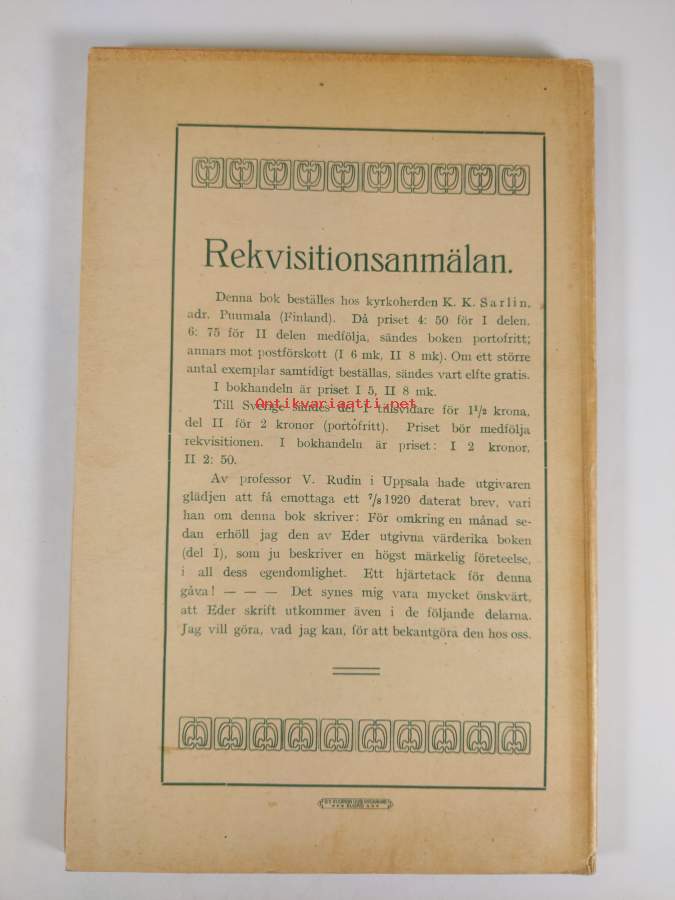 Rekvisitionsanmälan.
Denna bok beställes hos kyrkoherden K. K. Sarlin,
adr. Puumala (Finland). Då priset 4: 50 för I delen,
6: 75 för II delen medfölja, sändes boken portofritt;
annars mot postförskott (I 6 mk, II 8 mk). Om ett större
antal exemplar samtidigt beställas, sändes vart elfte gratis.
I bokhandeln är priset I 5, II 8 mk.
Antikvariaatti.net
Till Sverige sändes del I tillsvidare för 1½ krona,
del II för 2 kronor (portofritt). Priset bör medfölja
rekvisitionen. I bokhandeln är priset: I 2 kronor,
II 2: 50.
Av professor V. Rudin i Uppsala hade utgivaren
glädjen att få emottaga ett ⁷/₈ 1920 daterat brev, vari
han om denna bok skriver: För omkring en månad se-
dan erhöll jag den av Eder utgivna värderika boken
(del I), som ju beskriver en högst märkelig företeelse,
i all dess egendomlighet. Ett hjärtetack för denna
gåva! — — — Det synes mig vara mycket önskvärt,
att Eder skrift utkommer även i de följande delarna.
Jag vill göra, vad jag kan, för att bekantgöra den hos oss.